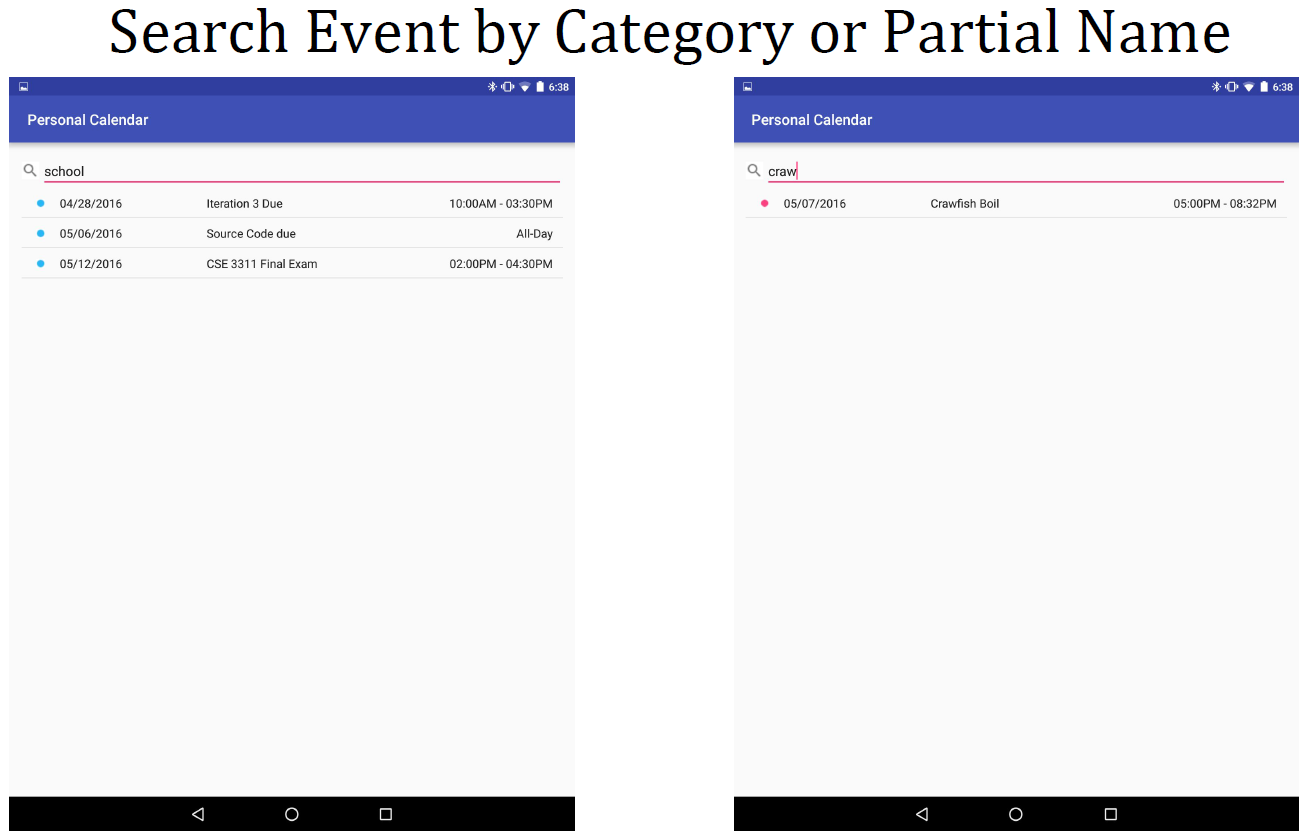 Search Event by Category or Partial Name
6:38
Personal Calendar
school
04/28/2016 Iteration 3 Due 10:00AM - 03:30PM
05/06/2016 Source Code due All-Day
05/12/2016 CSE 3311 Final Exam 02:00PM - 04:30PM
6:38
Personal Calendar
craw
05/07/2016 Crawfish Boil 05:00PM - 08:32PM